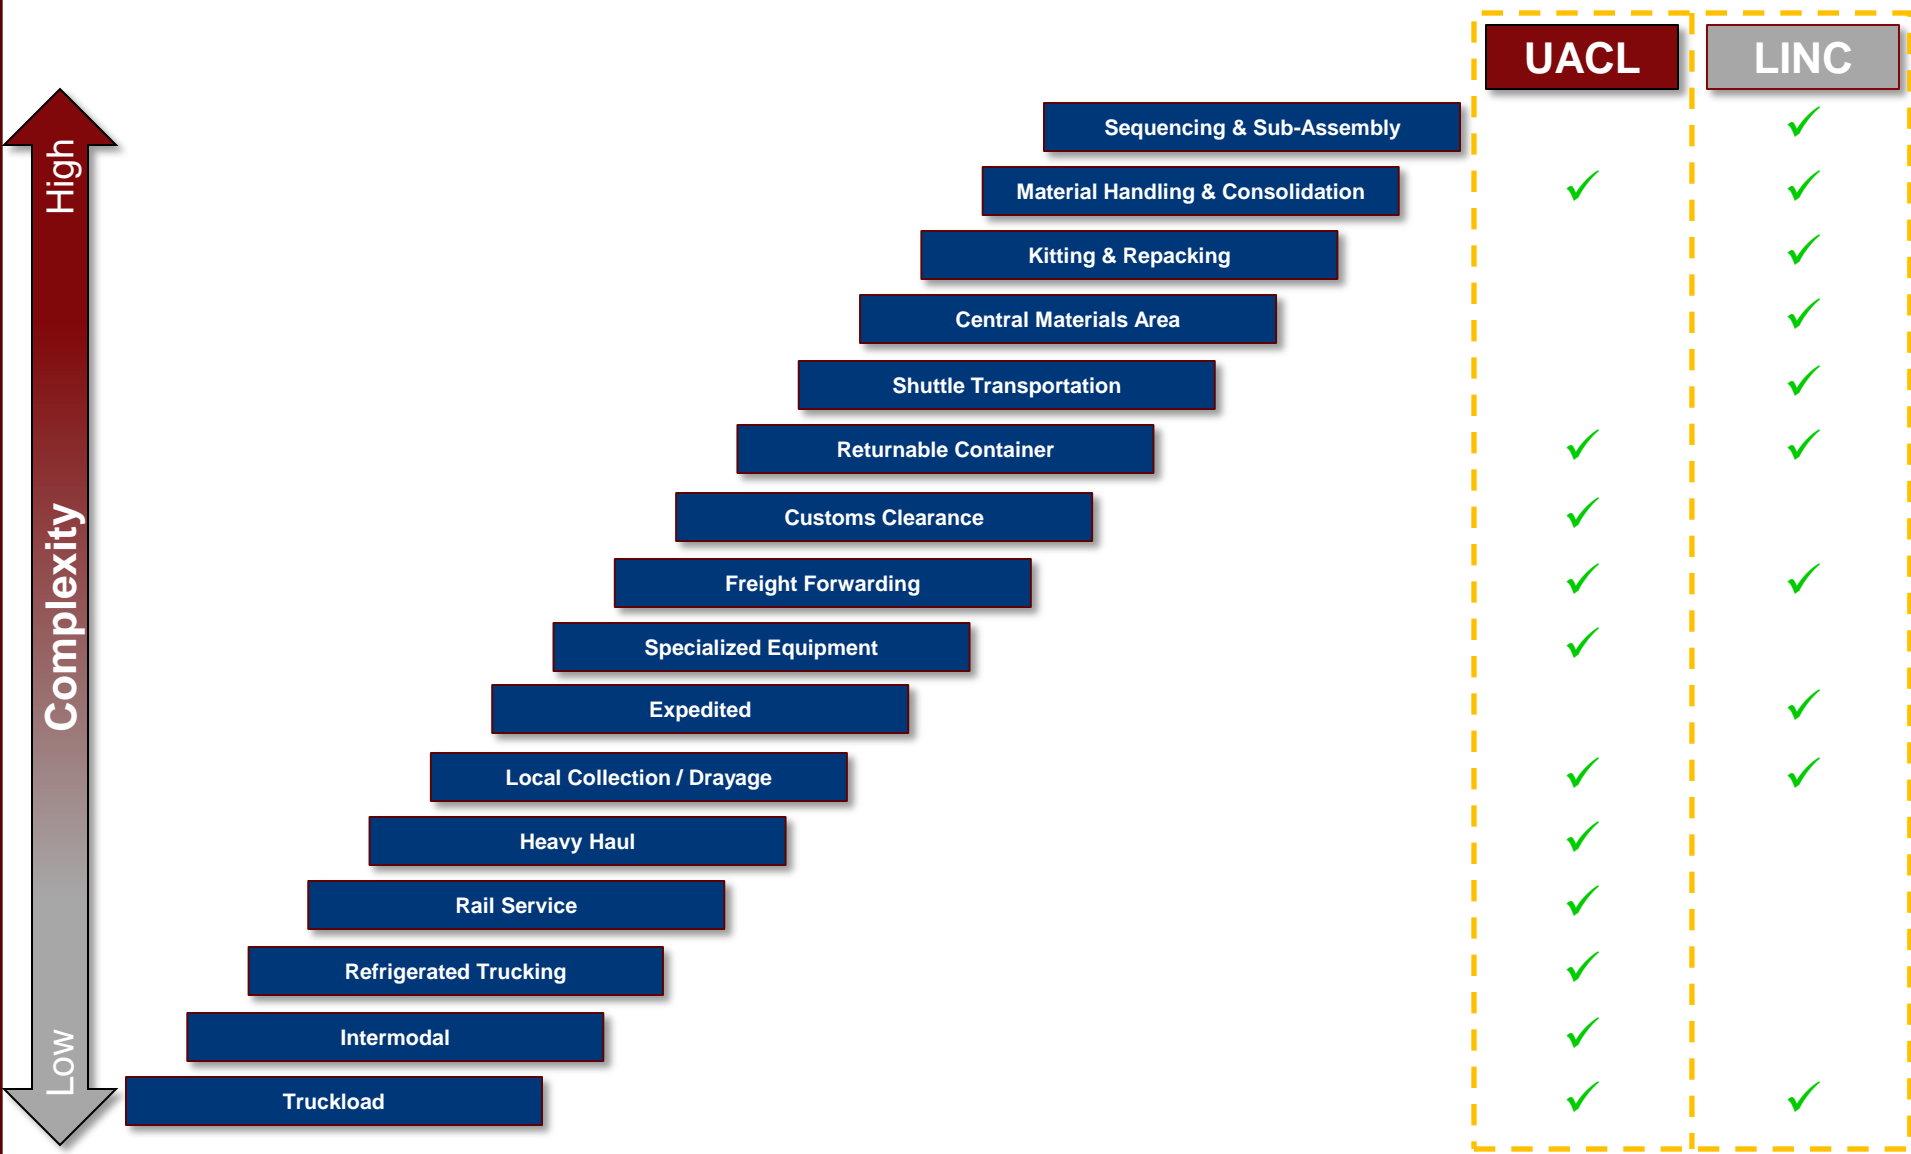 UACL
LINC
High
Complexity
Low
Sequencing & Sub-Assembly
Material Handling & Consolidation
Kitting & Repacking
Central Materials Area
Shuttle Transportation
Returnable Container
Customs Clearance
Freight Forwarding
Specialized Equipment
Expedited
Local Collection / Drayage
Heavy Haul
Rail Service
Refrigerated Trucking
Intermodal
Truckload